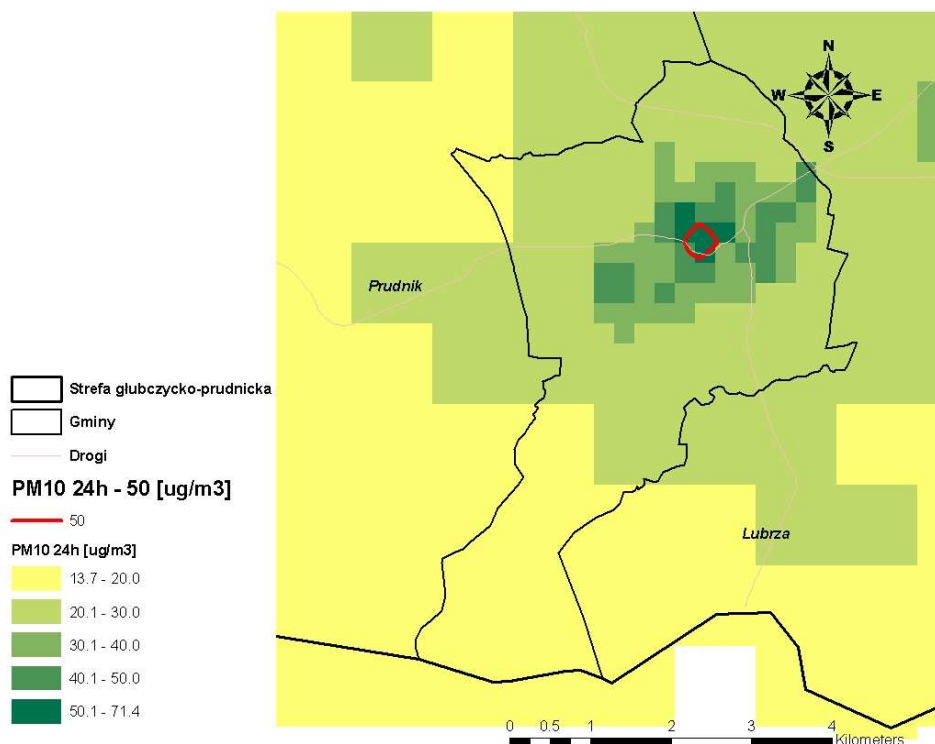 N
W E
S
Prudnik
Strefa głubczycko-prudnicka
Gminy
Drogi
PM10 24h - 50 [ug/m3]
50
PM10 24h [ug/m3]
13.7 - 20.0
20.1 - 30.0
30.1 - 40.0
40.1 - 50.0
50.1 - 71.4
Lubrza
0 0.5 1 2 3 4
Kilometers